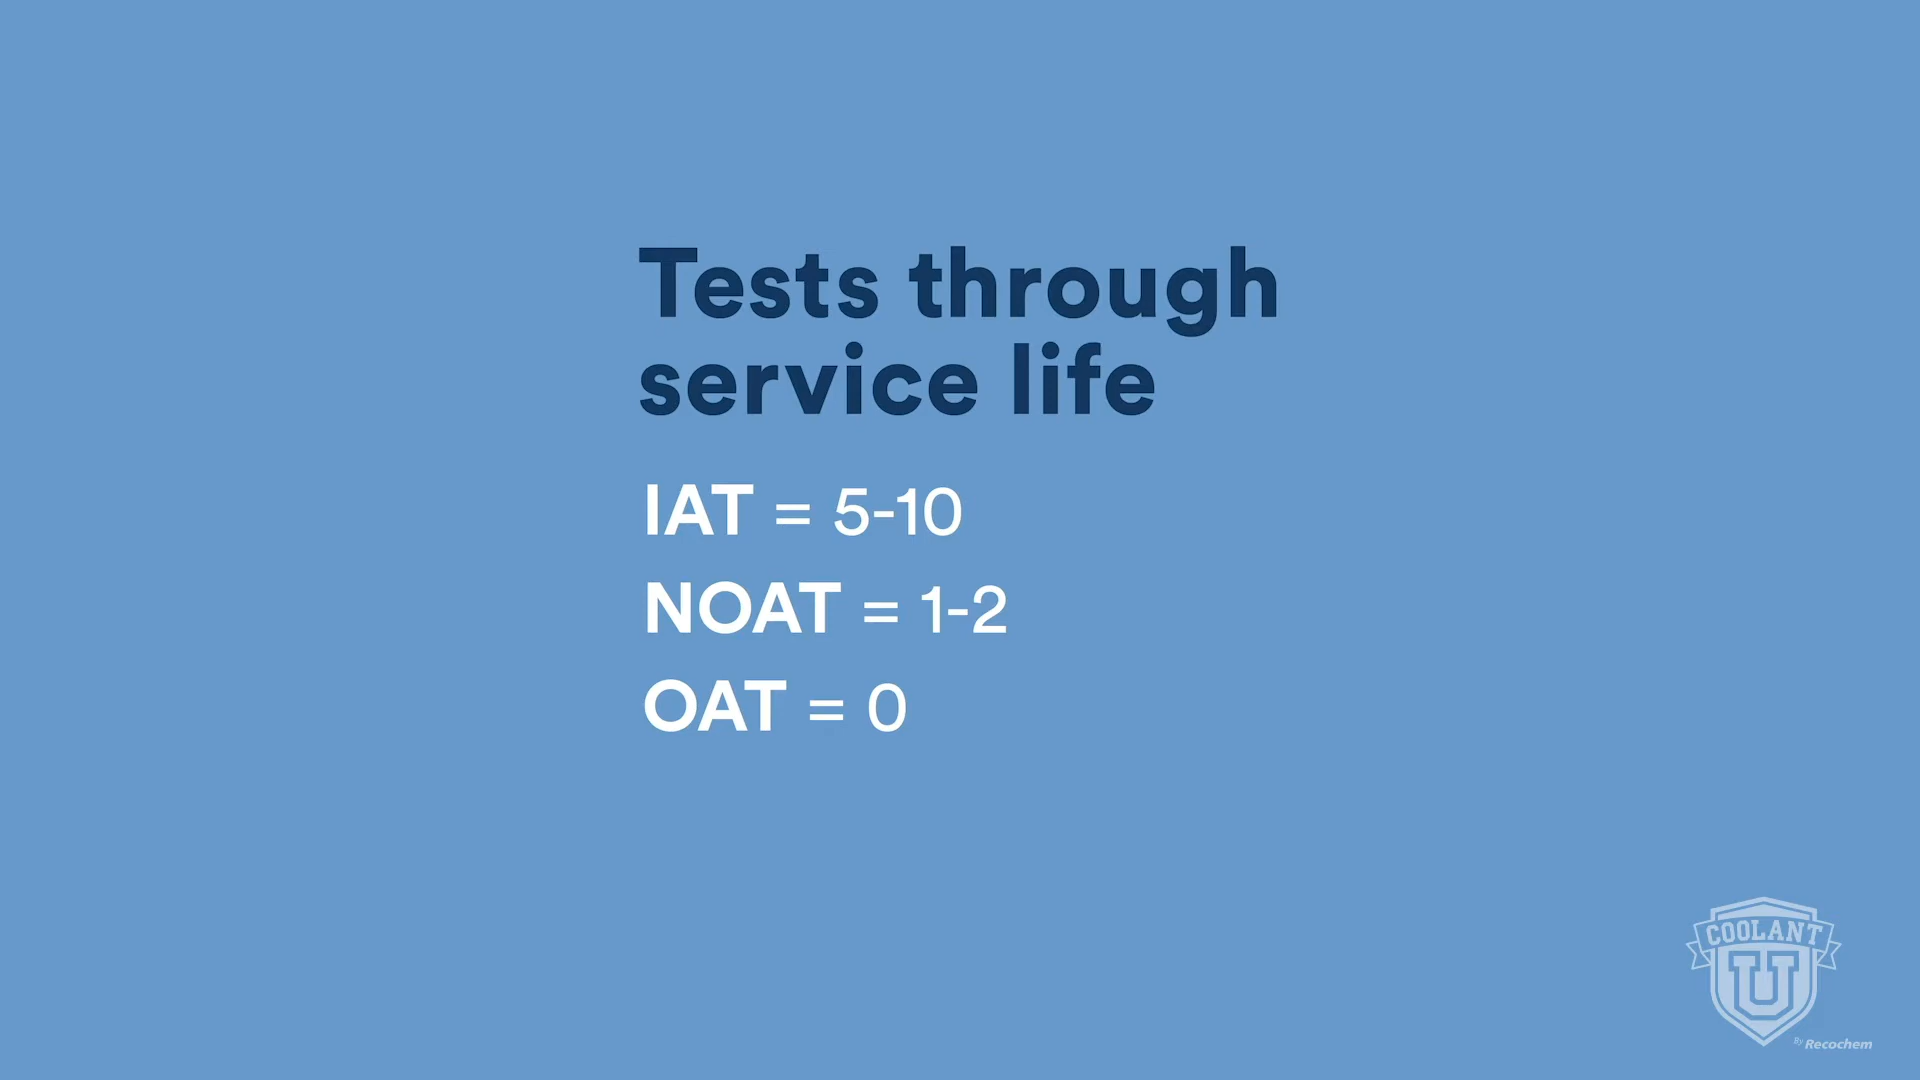 Tests through
service life
IAT = 5-10
NOAT = 1-2
OAT = 0
COOLANT
U
By Recochem